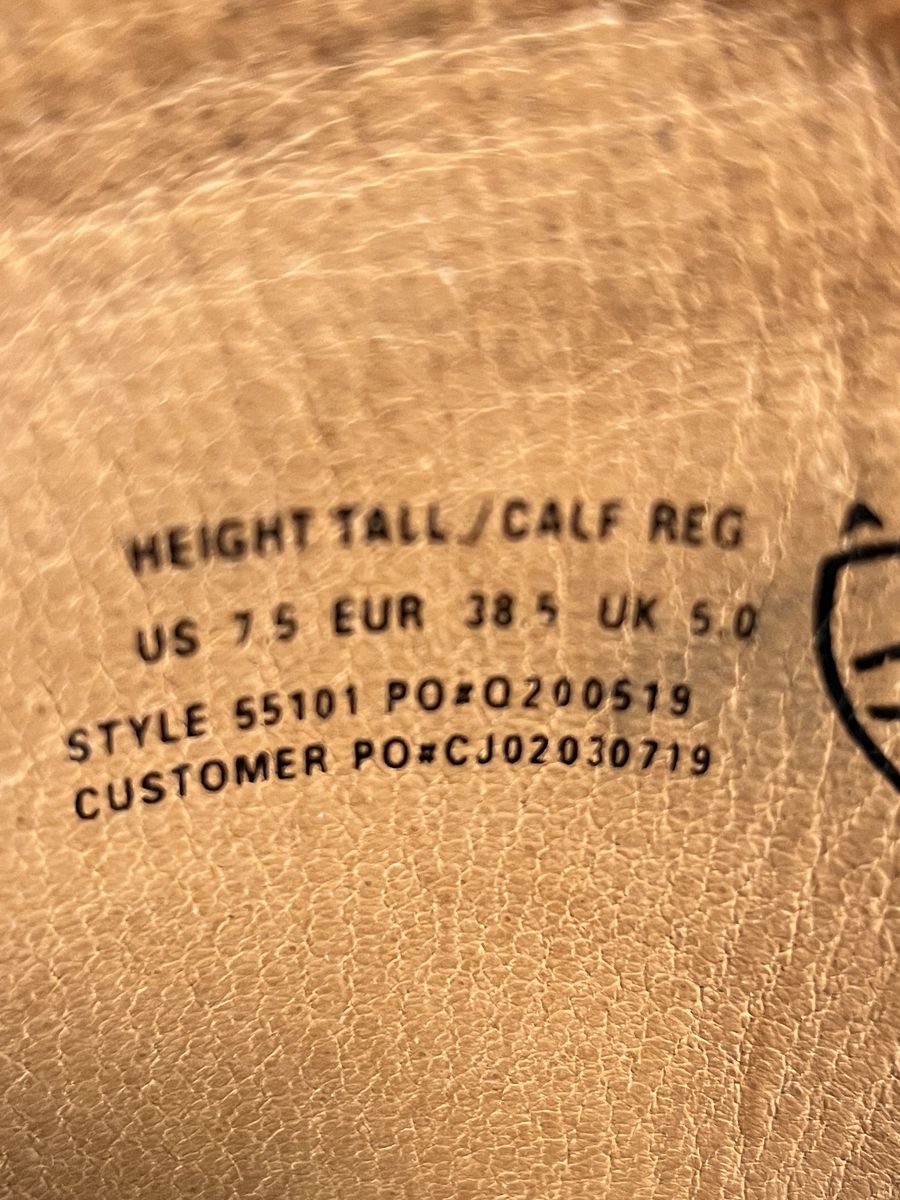 HEIGHT TALL / CALF REG
US 7.5 EUR 38.5 UK 5.0
STYLE 55101 PO#Q200519
CUSTOMER PO#CJ02030719